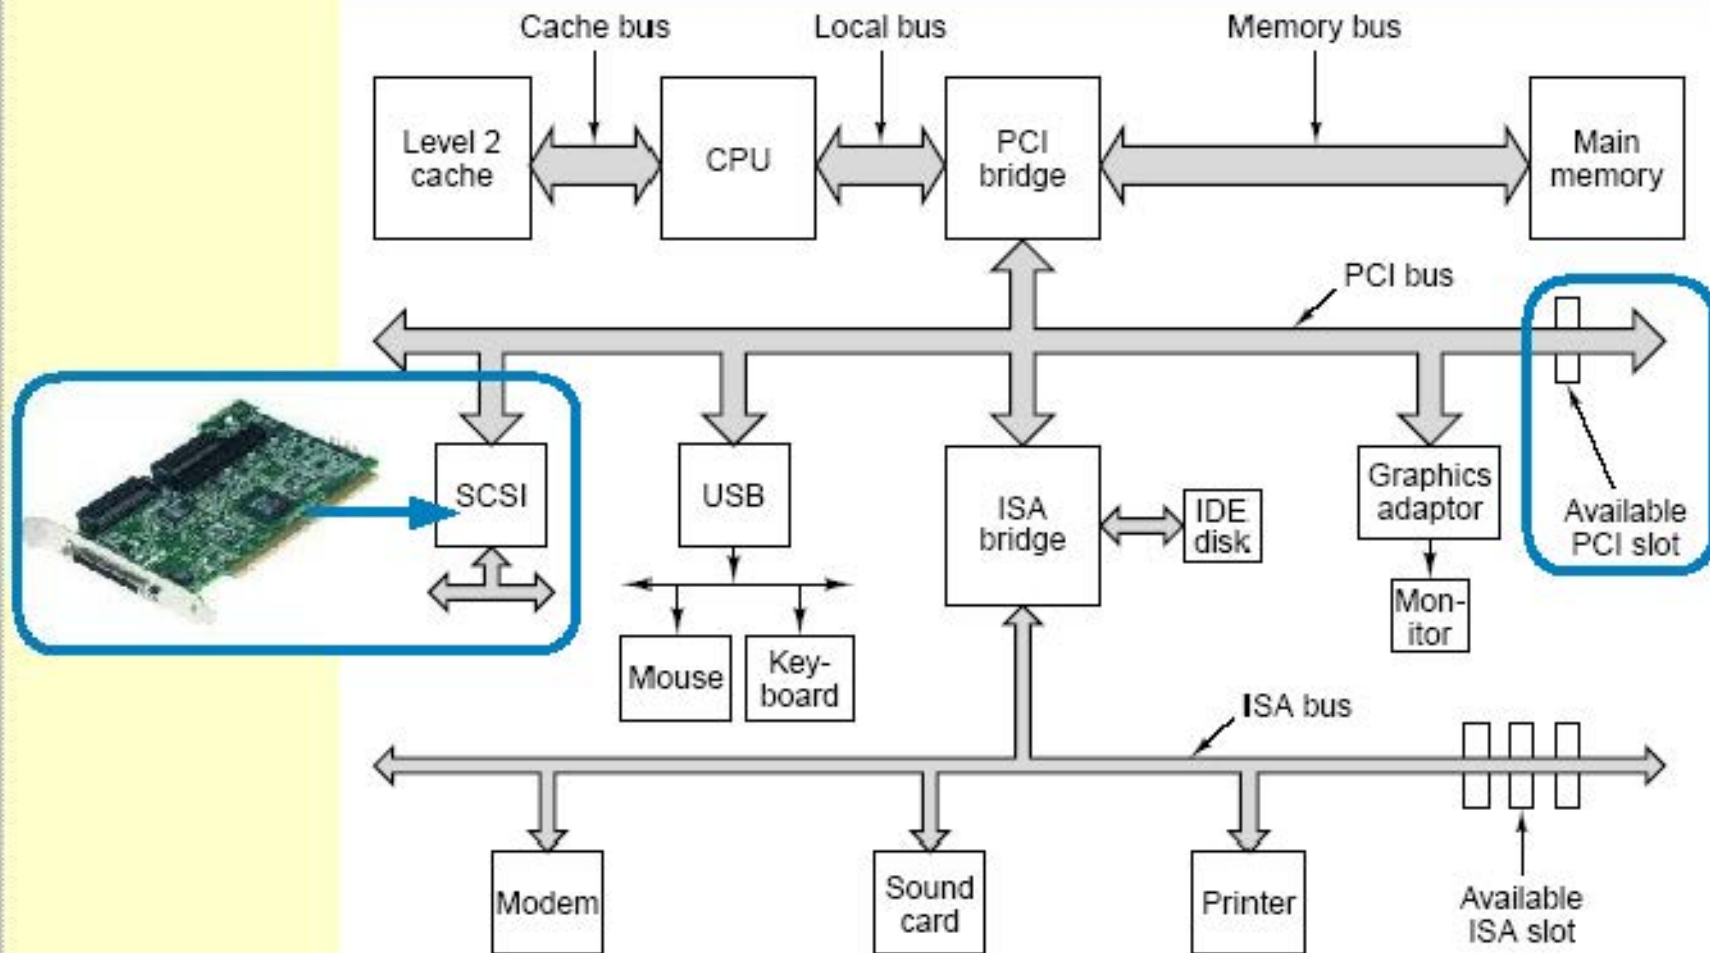 Cache bus
Local bus
Memory bus
Level 2
cache
CPU
PCI
bridge
Main
memory
PCI bus
SCSI
USB
ISA
bridge
IDE
disk
Graphics
adaptor
Available
PCI slot
Mon-
itor
Mouse
Key-
board
ISA bus
Modem
Sound
card
Printer
Available
ISA slot